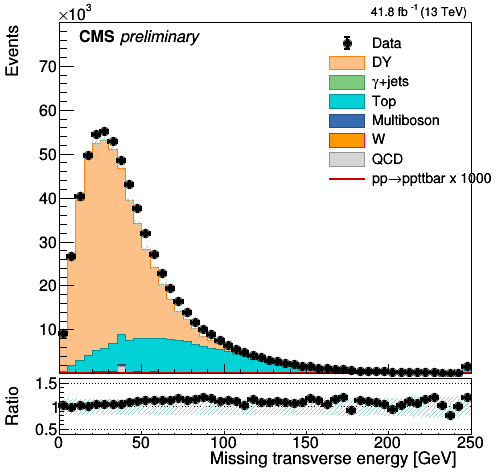 ×10³
41.8 fb⁻¹ (13 TeV)
CMS preliminary
Events
70
60
50
40
30
20
10
Data
DY
γ+jets
Top
Multiboson
W
QCD
pp→ppttbar x 1000
Ratio
1.5
1
0.5
0 50 100 150 200 250
Missing transverse energy [GeV]